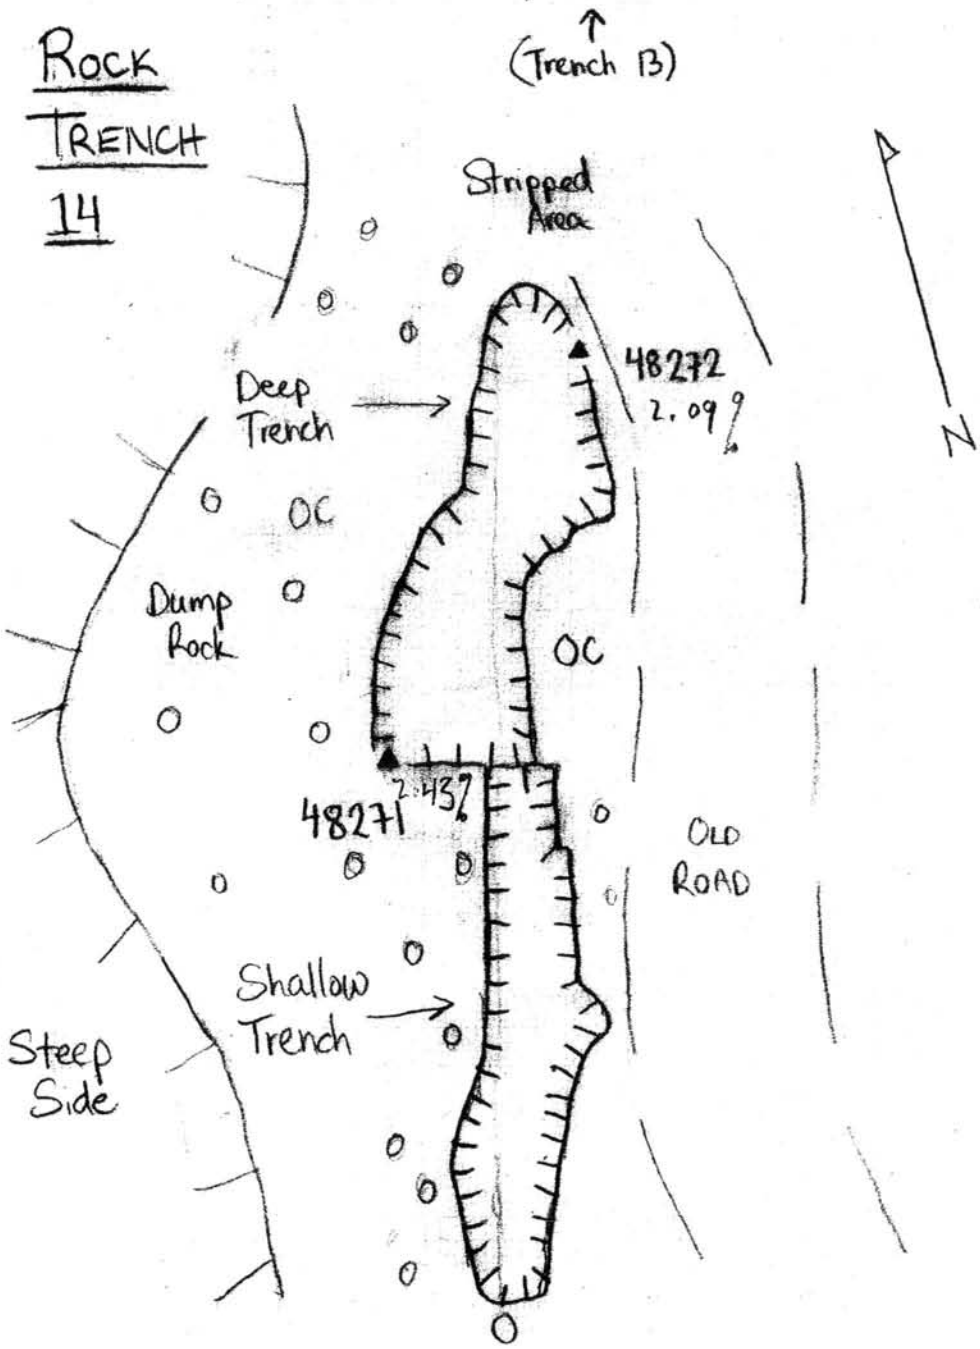 ROCK
TRENCH
14
↑
(Trench 13)
Stripped
Area
48272
2.09%
N
Deep
Trench
OC
Dump
Rock
OC
2.43%
48271
OLD
ROAD
Shallow
Trench
Steep
Side